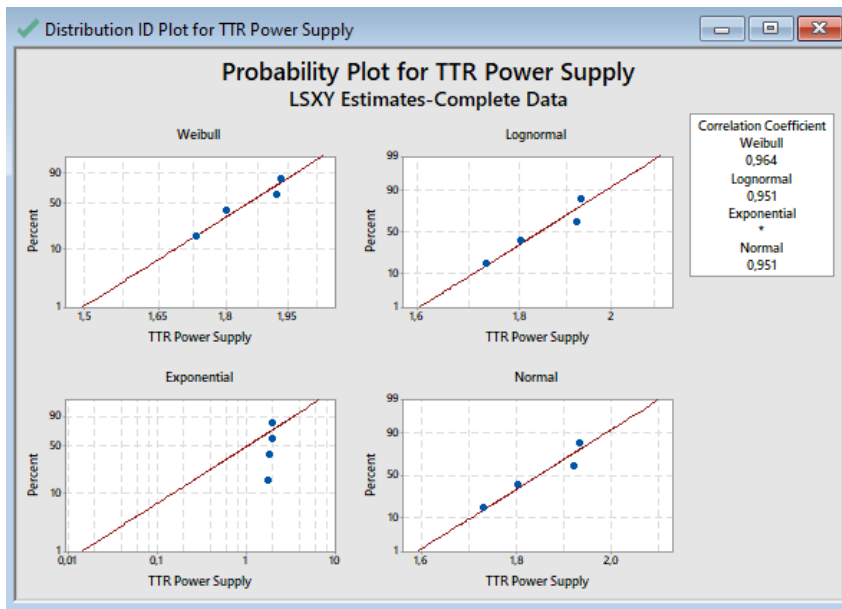 Distribution ID Plot for TTR Power Supply
Probability Plot for TTR Power Supply
LSXY Estimates-Complete Data
Weibull
Percent
90
50
10
1
1,5
1,65
1,8
1,95
TTR Power Supply
Lognormal
Percent
99
90
50
10
1
1,6
1,8
2
TTR Power Supply
Correlation Coefficient
Weibull
0,964
Lognormal
0,951
Exponential
*
Normal
0,951
Exponential
Percent
90
50
10
1
0,01
0,1
1
10
TTR Power Supply
Normal
Percent
99
90
50
10
1
1,6
1,8
2,0
TTR Power Supply